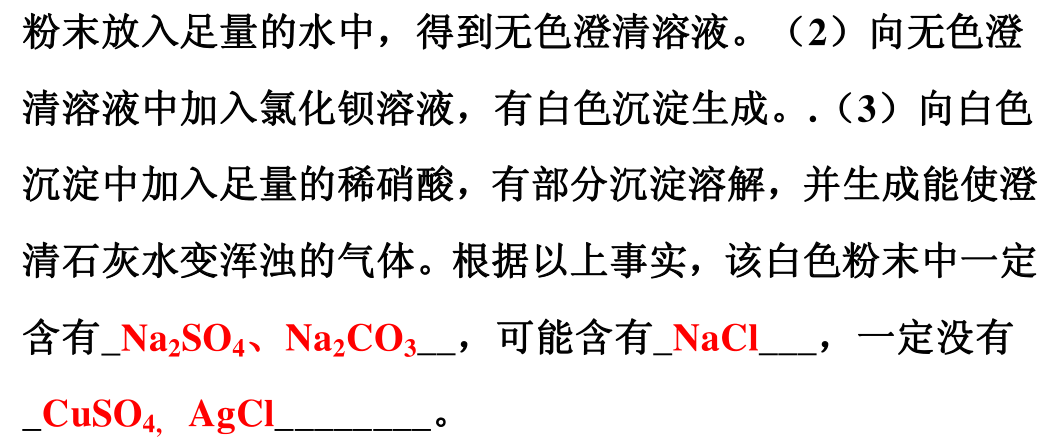 粉末放入足量的水中，得到无色澄清溶液。（2）向无色澄
清溶液中加入氯化钡溶液，有白色沉淀生成。.（3）向白色
沉淀中加入足量的稀硝酸，有部分沉淀溶解，并生成能使澄
清石灰水变浑浊的气体。根据以上事实，该白色粉末中一定
含有_Na₂SO₄、Na₂CO₃__，可能含有_NaCl___，一定没有
_CuSO₄, AgCl________。